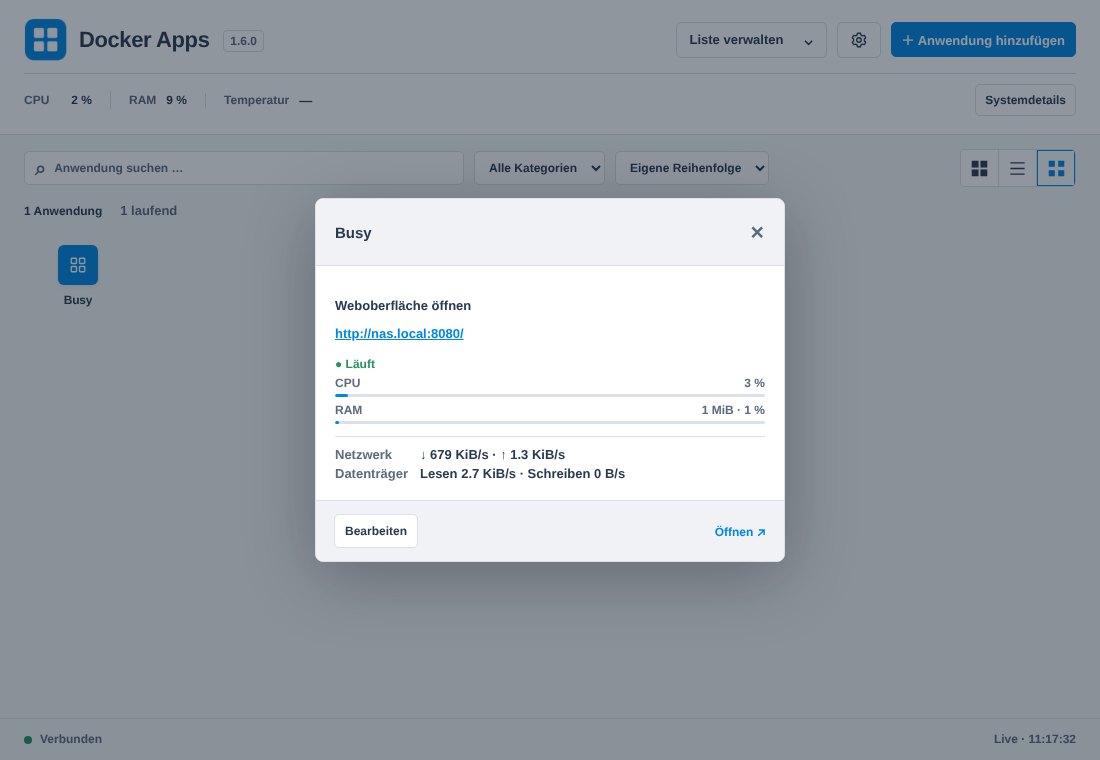 Docker Apps 1.6.0 Liste verwalten Anwendung hinzufügen
CPU 2 % RAM 9 % Temperatur — Systemdetails
Anwendung suchen … Alle Kategorien Eigene Reihenfolge
1 Anwendung 1 laufend
Busy
Busy
Weboberfläche öffnen
http://nas.local:8080/
● Läuft
CPU 3 %
RAM 1 MiB · 1 %
Netzwerk ↓ 679 KiB/s · ↑ 1.3 KiB/s
Datenträger Lesen 2.7 KiB/s · Schreiben 0 B/s
Bearbeiten Öffnen ↗
Verbunden Live · 11:17:32